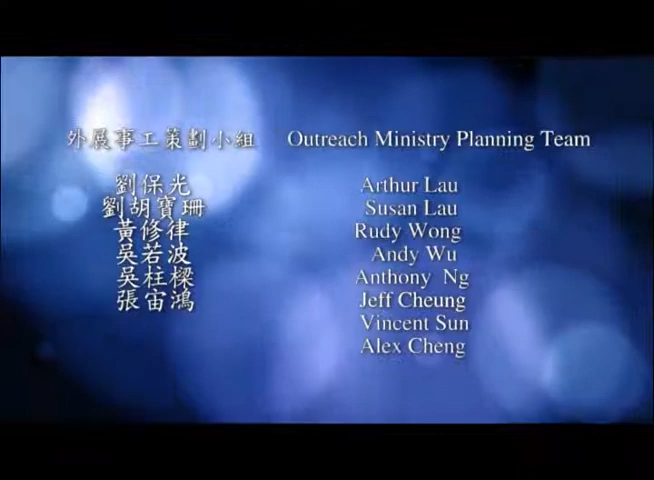 外展事工策劃小組 Outreach Ministry Planning Team
劉保光 Arthur Lau
劉胡寶珊 Susan Lau
黃修律 Rudy Wong
吳若波 Andy Wu
吳柱樑 Anthony Ng
張宙鴻 Jeff Cheung
Vincent Sun
Alex Cheng